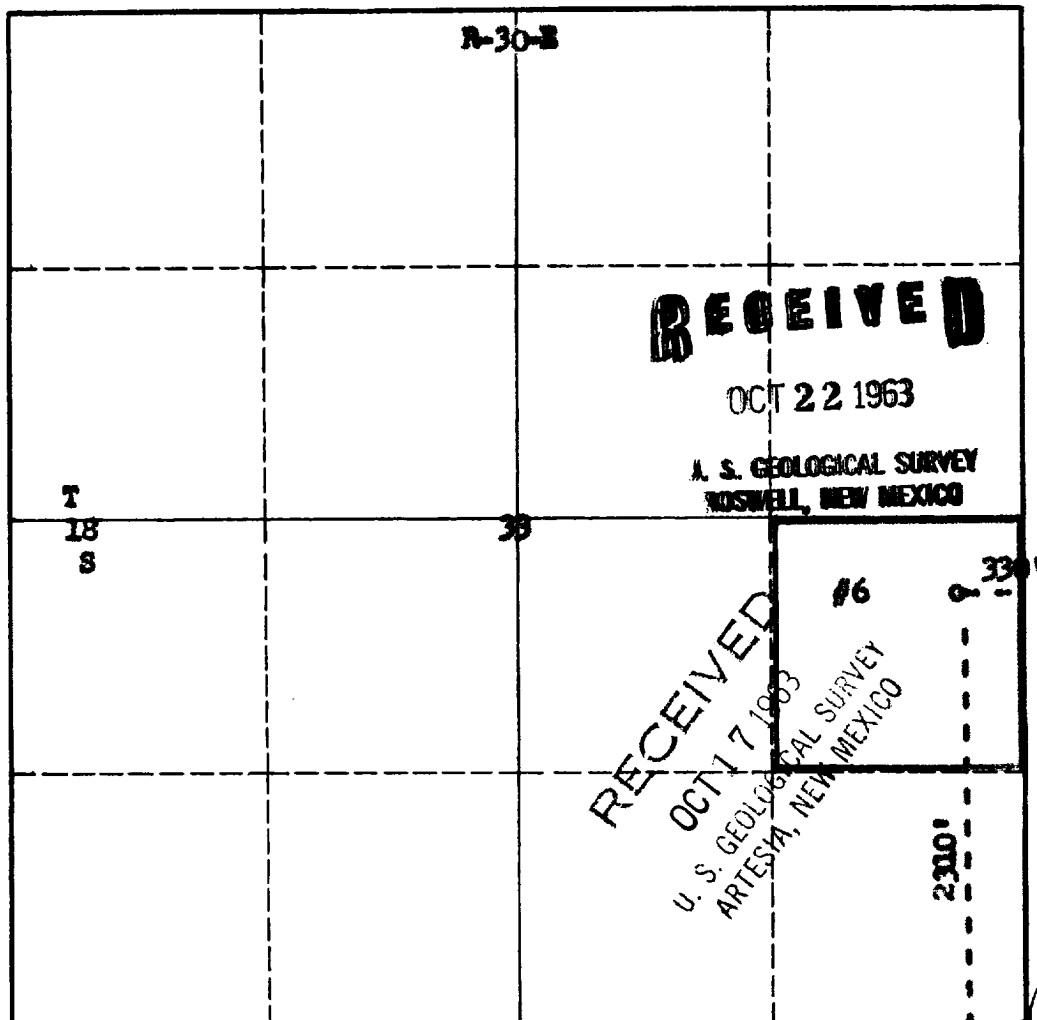 R-30-E
RECEIVED
OCT 22 1963
U. S. GEOLOGICAL SURVEY
ROSWELL, NEW MEXICO
T
18
S
33
#6
330'
RECEIVED
OCT 17 1963
U. S. GEOLOGICAL SURVEY
ARTESIA, NEW MEXICO
2310'